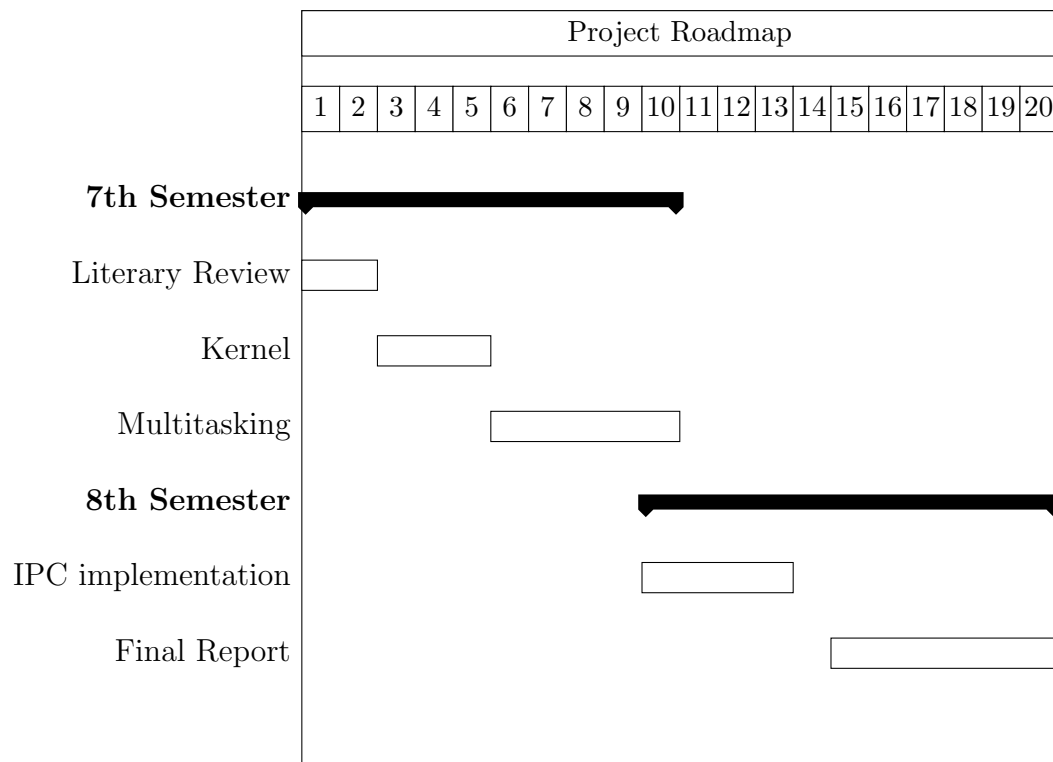 Project Roadmap
1 2 3 4 5 6 7 8 9 10 11 12 13 14 15 16 17 18 19 20
7th Semester
Literary Review
Kernel
Multitasking
8th Semester
IPC implementation
Final Report